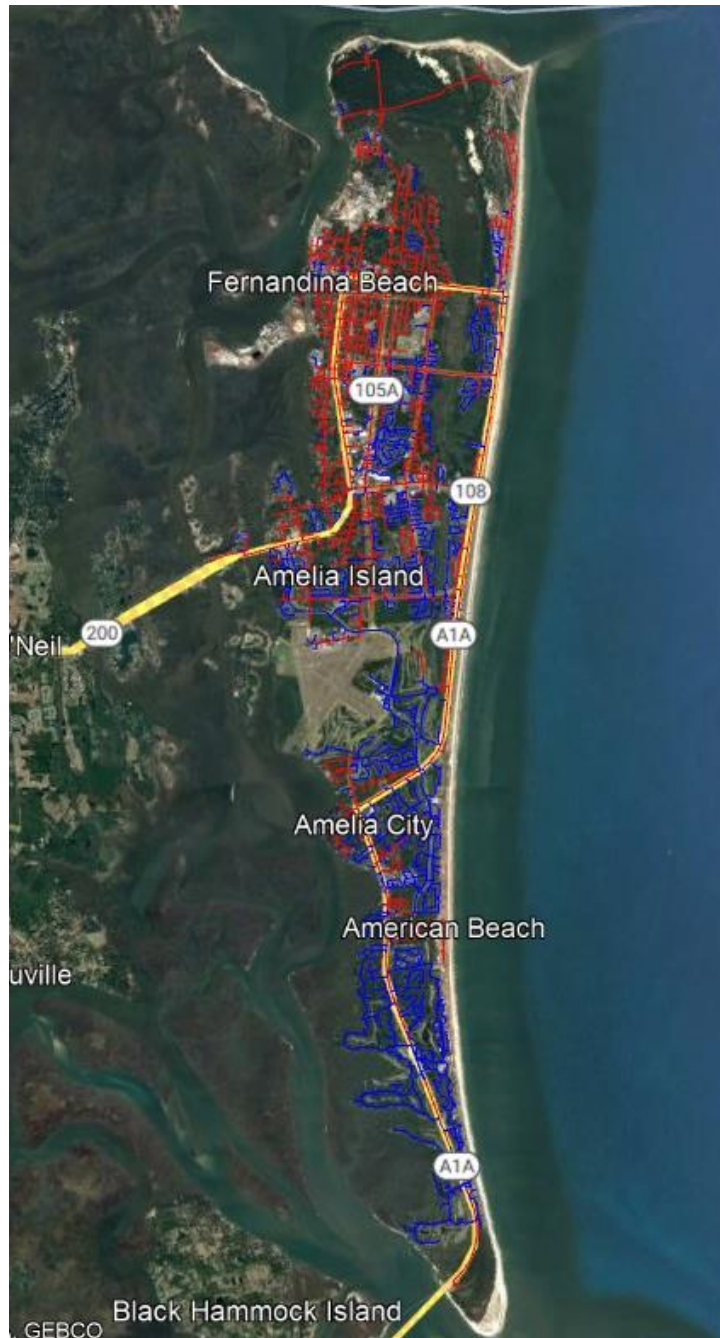 Fernandina Beach
105A
108
Amelia Island
200
A1A
'Neil
Amelia City
American Beach
uville
A1A
Black Hammock Island
GEBCO